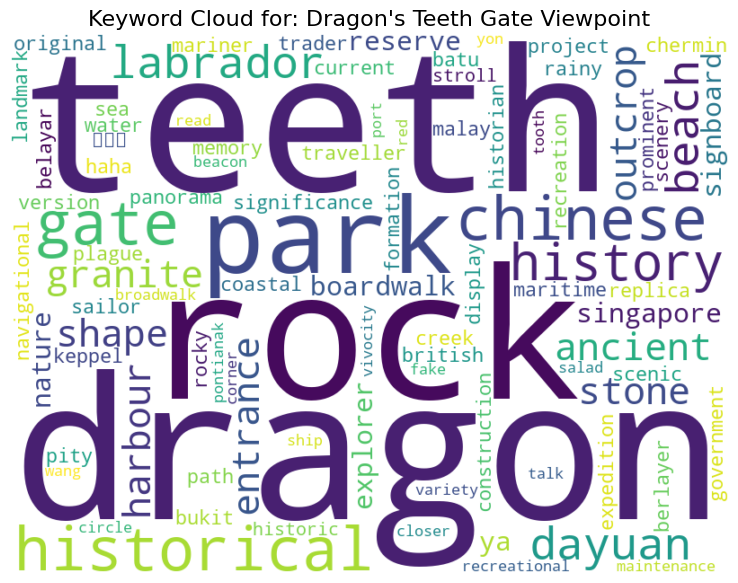 Keyword Cloud for: Dragon's Teeth Gate Viewpoint
original
mariner
trader
reserve
yon
project
chermin
landmark
labrador
current
batu
stroll
rainy
outcrop
beach
signboard
teeth
sea
water
read
port
red
malay
historian
tooth
prominent
scenery
belayar
haha
memory
beacon
traveller
recreation
version
panorama
significance
formation
gate
park
chinese
plague
navigational
granite
broadwalk
coastal
boardwalk
display
history
maritime
replica
sailor
rock
singapore
nature
shape
keppel
rocky
pontianak
corner
vivocity
creek
british
fake
ancient
salad
scenic
stone
harbour
entrance
explorer
construction
dragon
ship
pity
wang
path
talk
variety
expedition
berlayer
government
bukit
historic
circle
closer
ya
dayuan
historical
recreational
maintenance